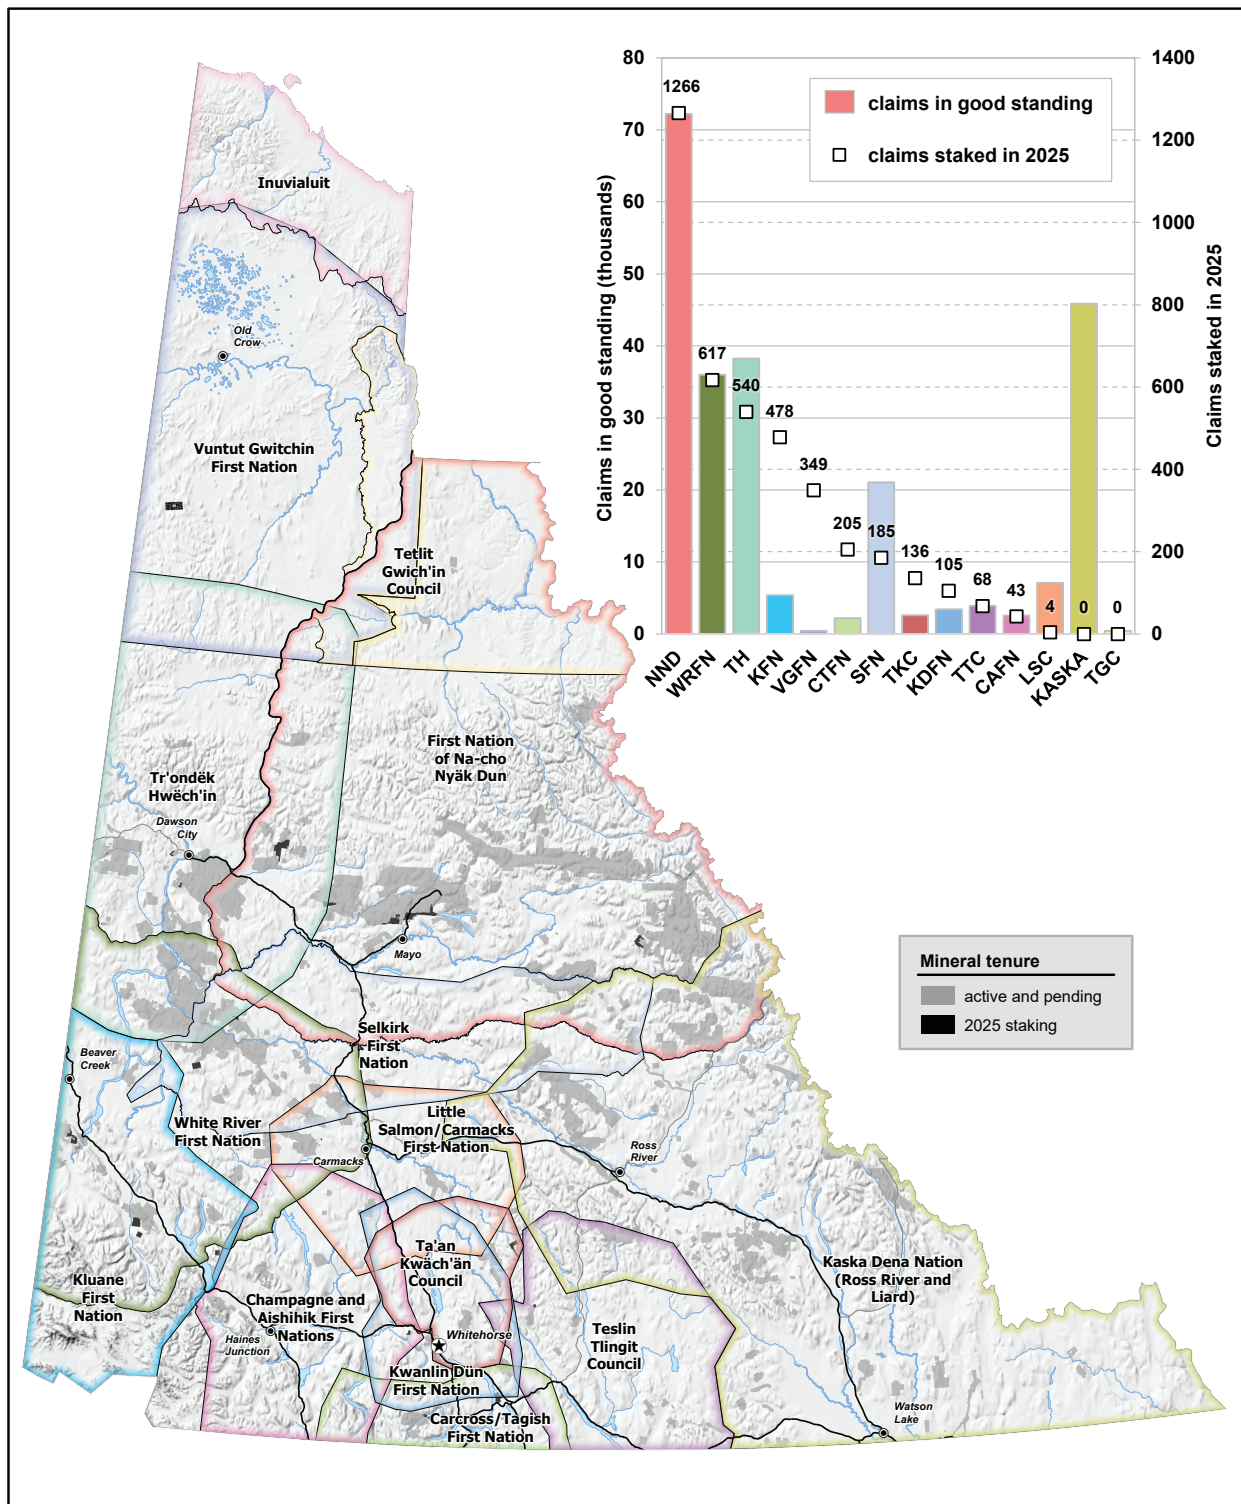 80
70
60
50
40
30
20
10
0
Claims in good standing (thousands)
1400
1200
1000
800
600
400
200
0
Claims staked in 2025
claims in good standing
claims staked in 2025
1266
617
540
478
349
205
185
136
105
68
43
4
0
0
NND
WRFN
TH
KFN
VGFN
CTFN
SFN
TKC
KDFN
TTC
CAFN
LSC
KASKA
TGC
Inuvialuit
Old
Crow
Vuntut Gwitchin
First Nation
Tetlit
Gwich'in
Council
First Nation
of Na-cho
Nyäk Dun
Tr'ondëk
Hwëch'in
Dawson
City
Mayo
Mineral tenure
active and pending
2025 staking
Selkirk
First
Nation
Beaver
Creek
White River
First Nation
Little
Salmon/Carmacks
First Nation
Carmacks
Ross
River
Ta'an
Kwäch'än
Council
Kaska Dena Nation
(Ross River and
Liard)
Kluane
First
Nation
Champagne and
Aishihik First
Nations
Haines
Junction
Whitehorse
Teslin
Tlingit
Council
Kwanlin Dün
First Nation
Carcross/Tagish
First Nation
Watson
Lake